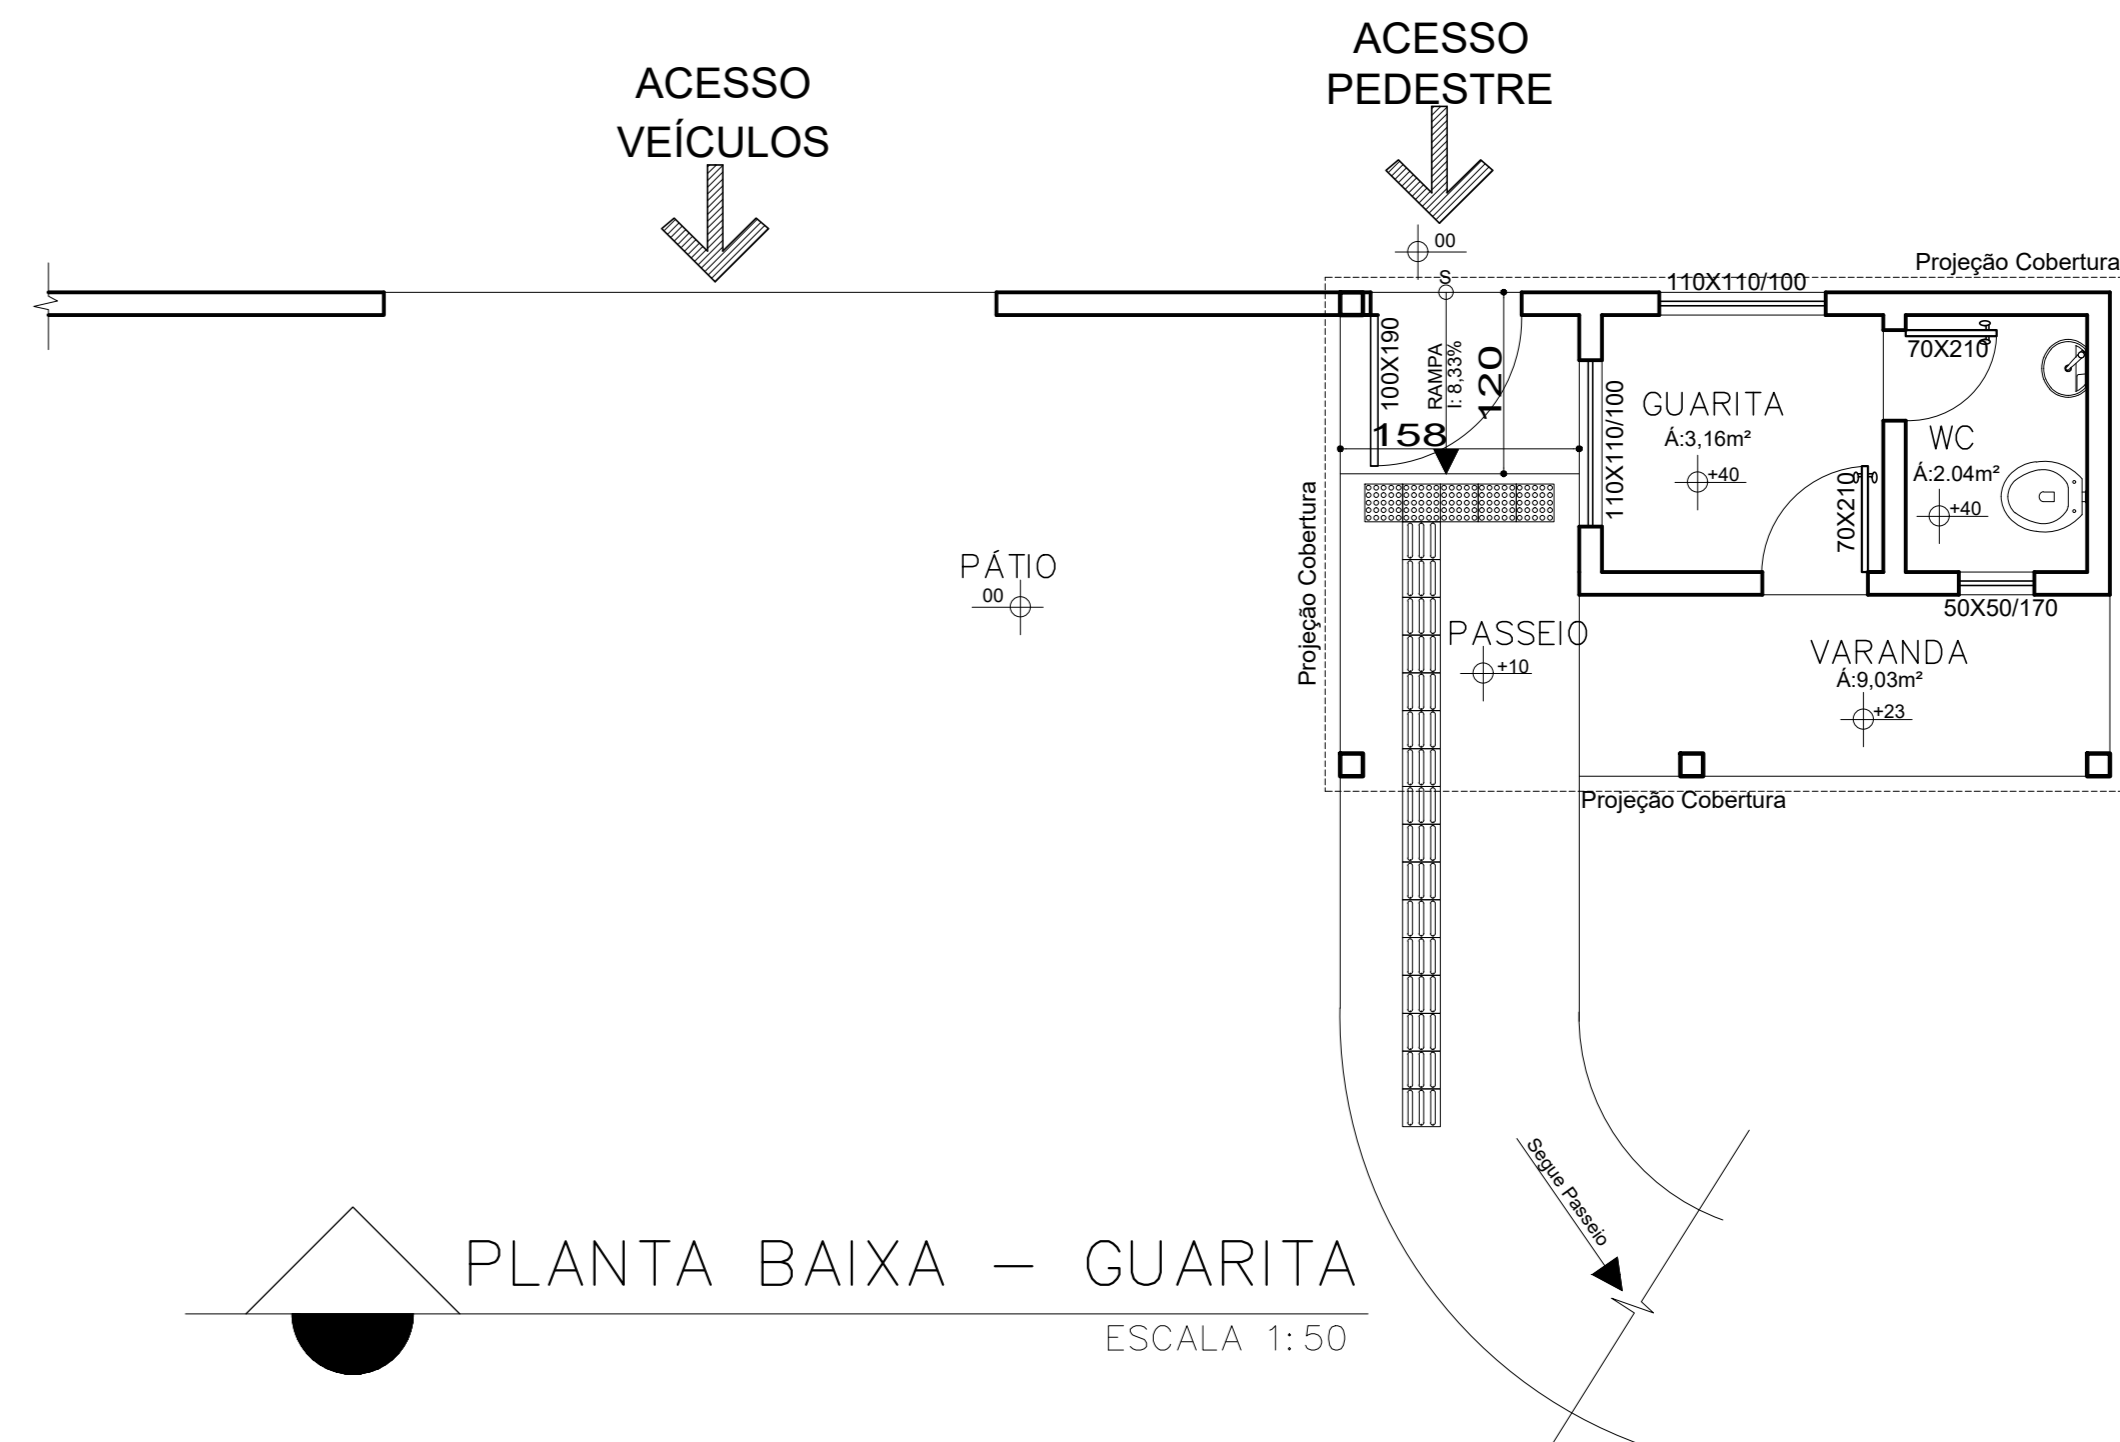 ACESSO
VEÍCULOS
ACESSO
PEDESTRE
00
S
Projeção Cobertura
110X110/100
100X190
RAMPA
I: 8,33%
120
158
110X110/100
GUARITA
Á:3,16m²
+40
70X210
WC
Á:2.04m²
+40
70X210
50X50/170
Projeção Cobertura
PÁTIO
00
PASSEIO
+10
VARANDA
Á:9,03m²
+23
Projeção Cobertura
Segue Passeio
PLANTA BAIXA – GUARITA
ESCALA 1:50